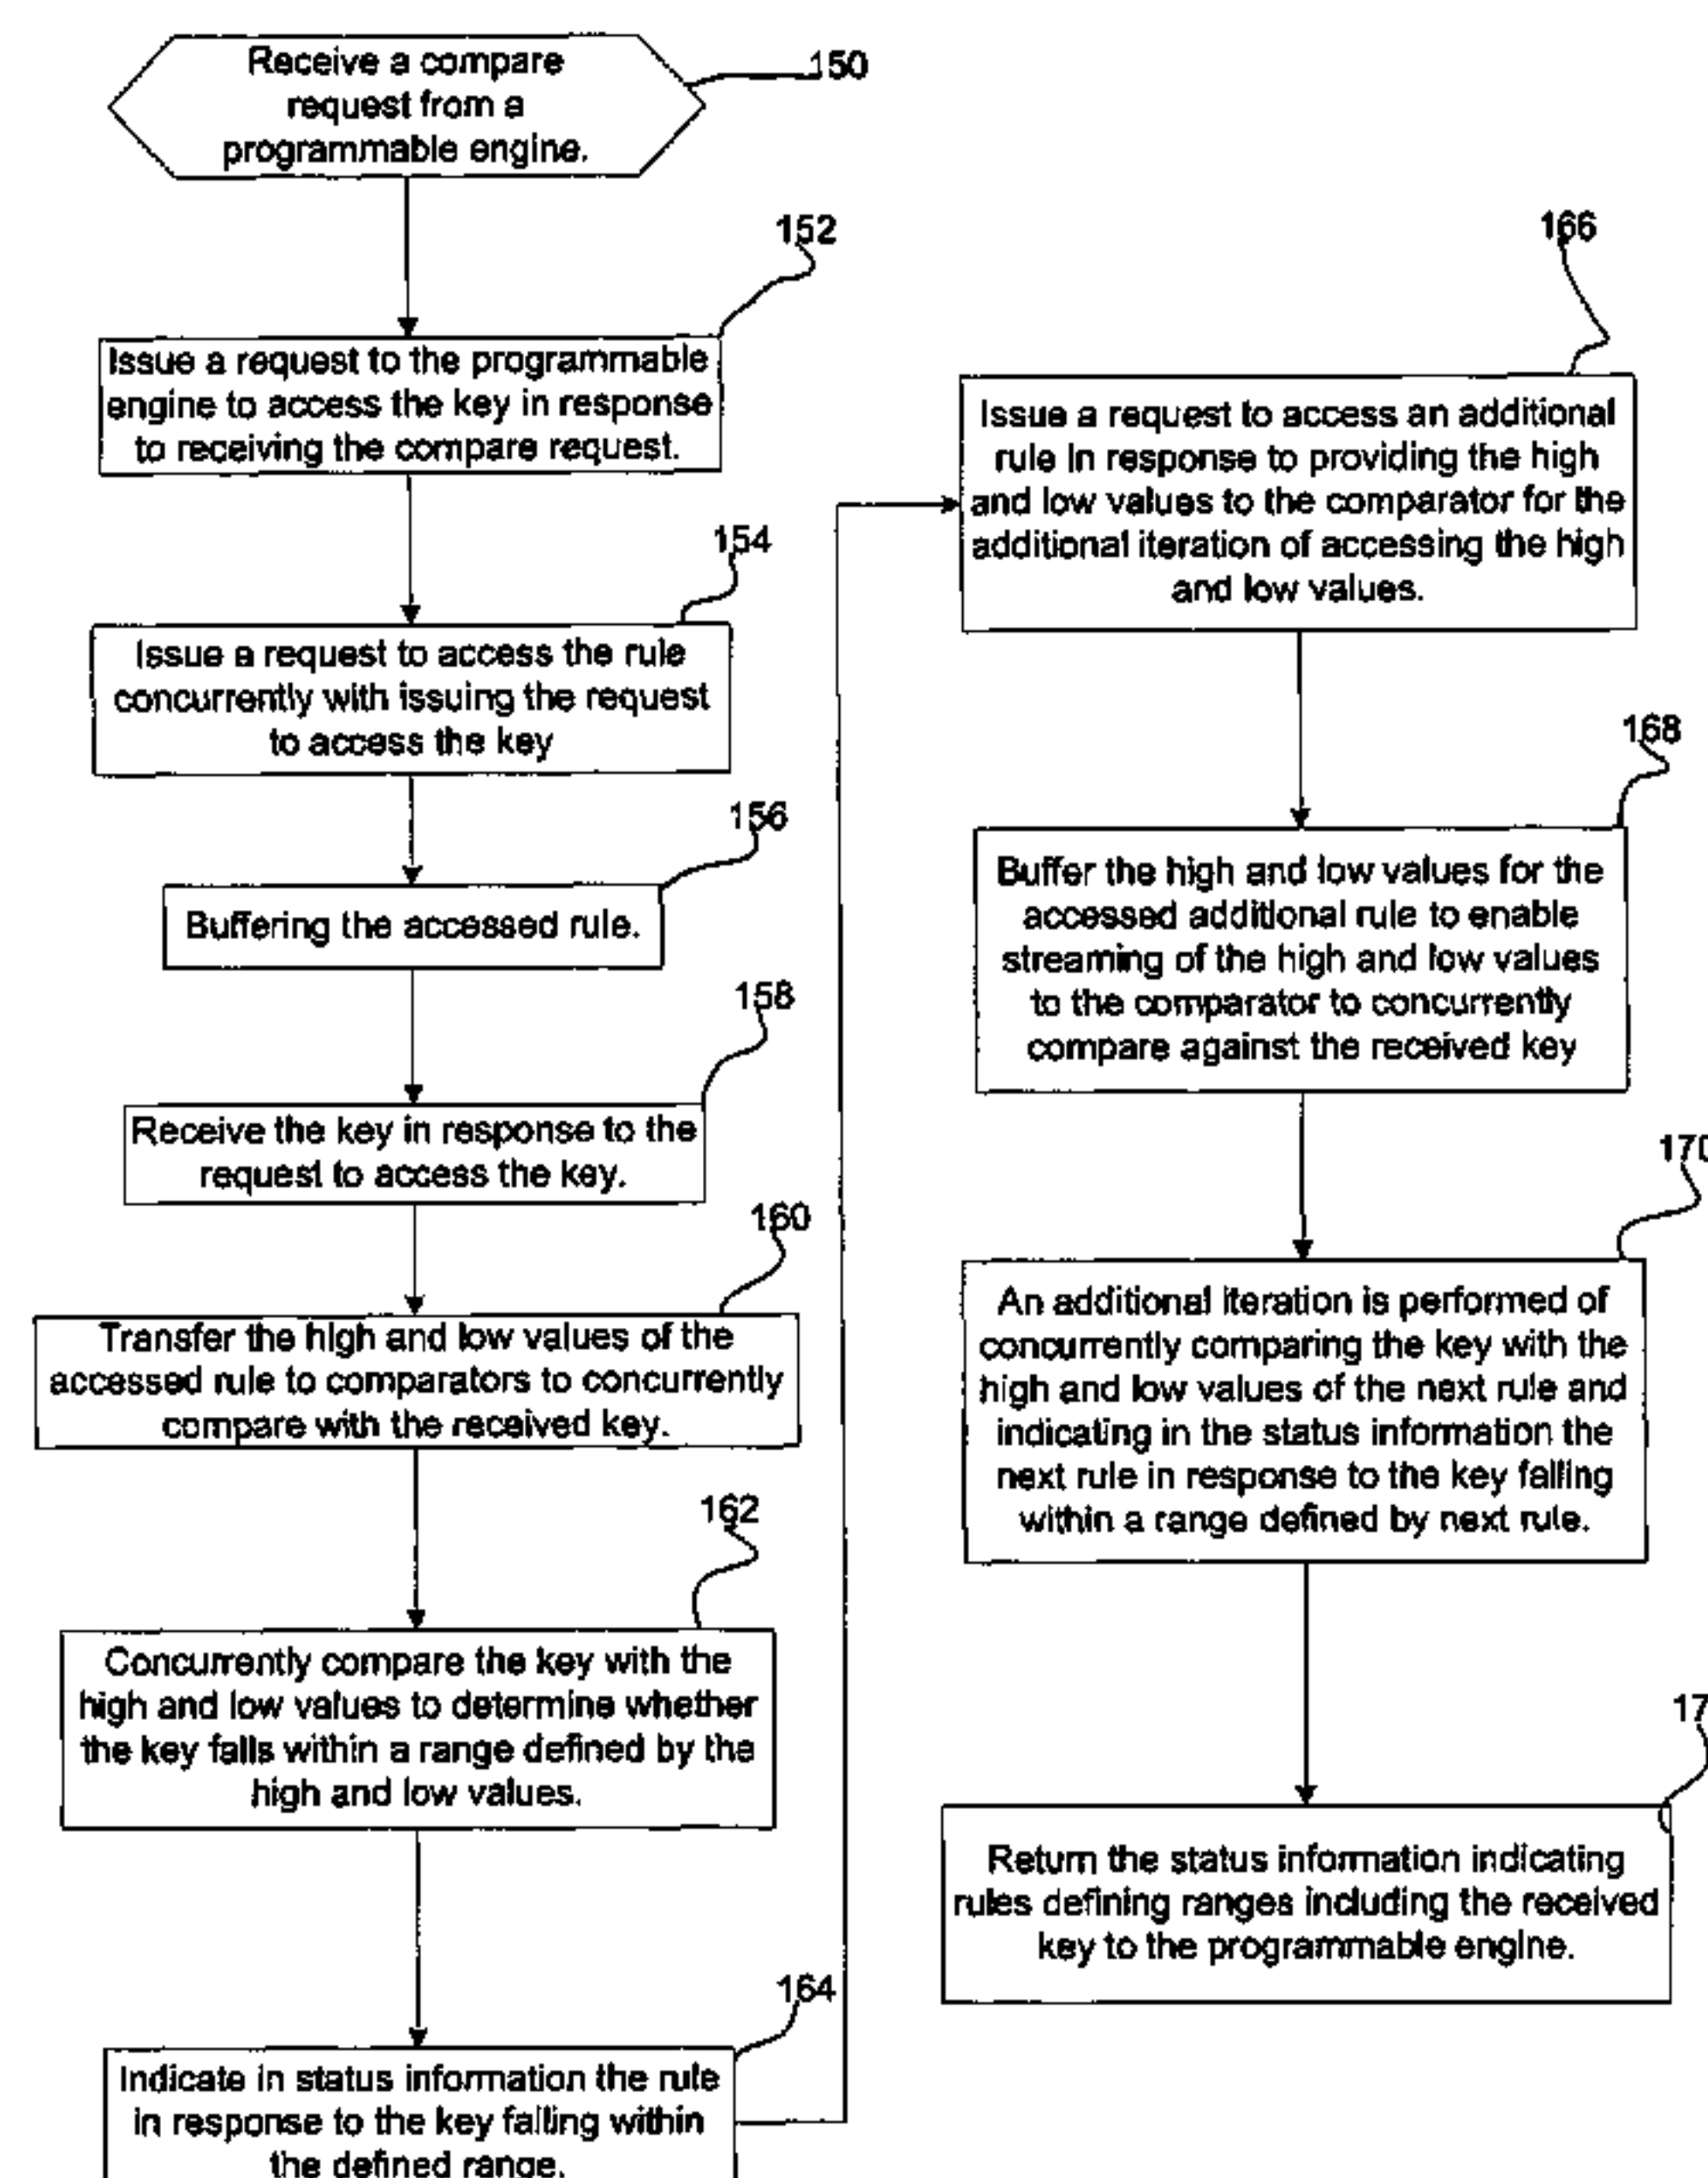 Receive a compare
request from a
programmable engine.
150
152
Issue a request to the programmable
engine to access the key in response
to receiving the compare request.
154
Issue a request to access the rule
concurrently with issuing the request
to access the key
156
Buffering the accessed rule.
158
Receive the key in response to the
request to access the key.
160
Transfer the high and low values of the
accessed rule to comparators to concurrently
compare with the received key.
162
Concurrently compare the key with the
high and low values to determine whether
the key falls within a range defined by the
high and low values.
164
Indicate in status information the rule
in response to the key falling within
the defined range.
166
Issue a request to access an additional
rule in response to providing the high
and low values to the comparator for the
additional iteration of accessing the high
and low values.
168
Buffer the high and low values for the
accessed additional rule to enable
streaming of the high and low values
to the comparator to concurrently
compare against the received key
170
An additional iteration is performed of
concurrently comparing the key with the
high and low values of the next rule and
indicating in the status information the
next rule in response to the key falling
within a range defined by next rule.
17
Return the status information indicating
rules defining ranges including the received
key to the programmable engine.